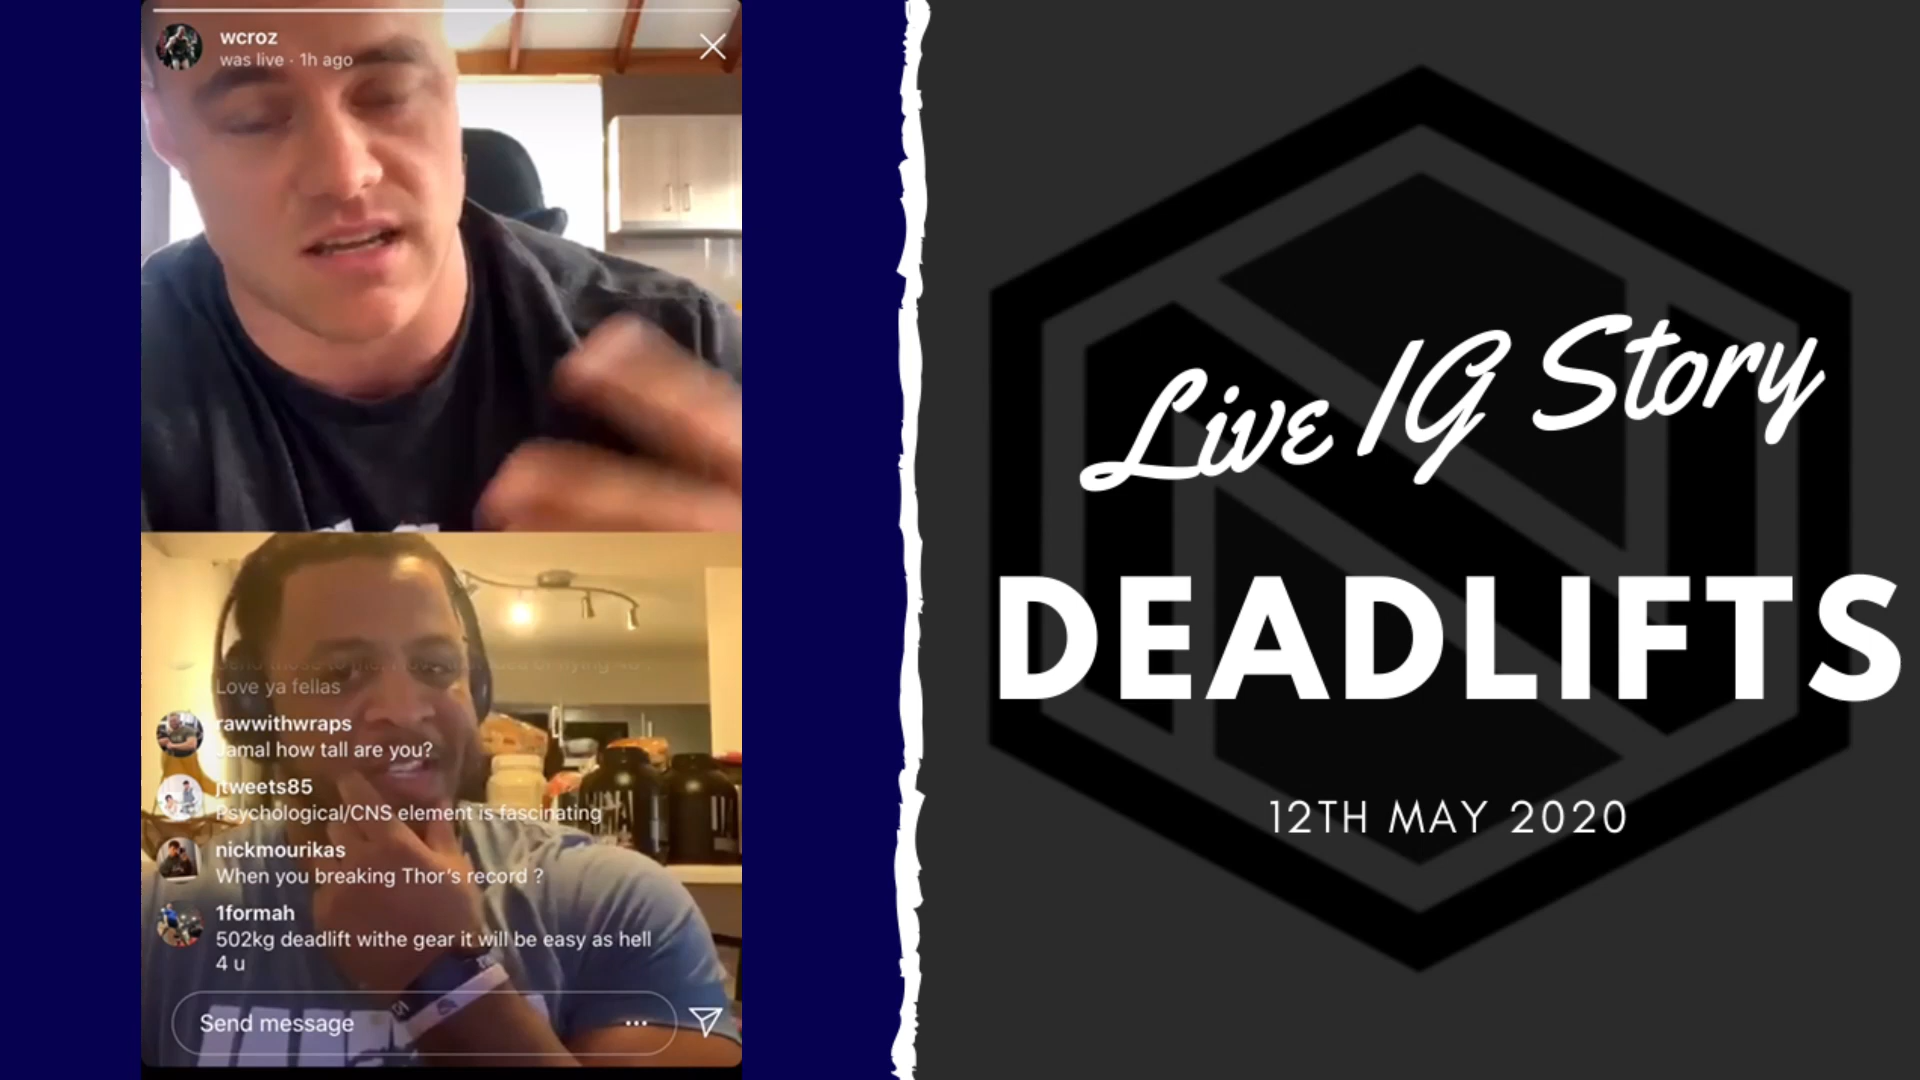 wcroz
was live · 1h ago
Love ya fellas
rawwithwraps
Jamal how tall are you?
jtweets85
Psychological/CNS element is fascinating
nickmourikas
When you breaking Thor's record ?
1formah
502kg deadlift withe gear it will be easy as hell
4 u
Send message
Live IG Story
DEADLIFTS
12TH MAY 2020